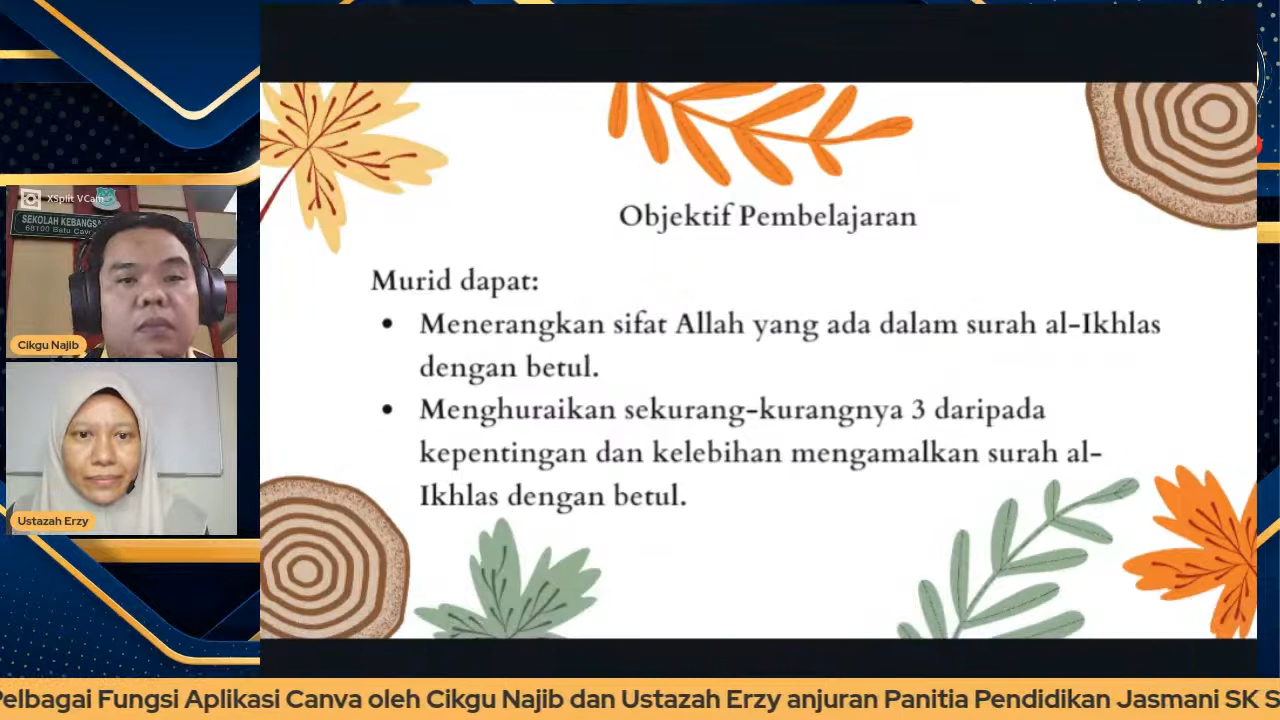 XSplit VCam
SEKOLAH KEBANGS
68100 Batu Cav
Cikgu Najib
Ustazah Erzy
Objektif Pembelajaran
Murid dapat:
• Menerangkan sifat Allah yang ada dalam surah al-Ikhlas
dengan betul.
• Menghuraikan sekurang-kurangnya 3 daripada
kepentingan dan kelebihan mengamalkan surah al-
Ikhlas dengan betul.
Pelbagai Fungsi Aplikasi Canva oleh Cikgu Najib dan Ustazah Erzy anjuran Panitia Pendidikan Jasmani SK S